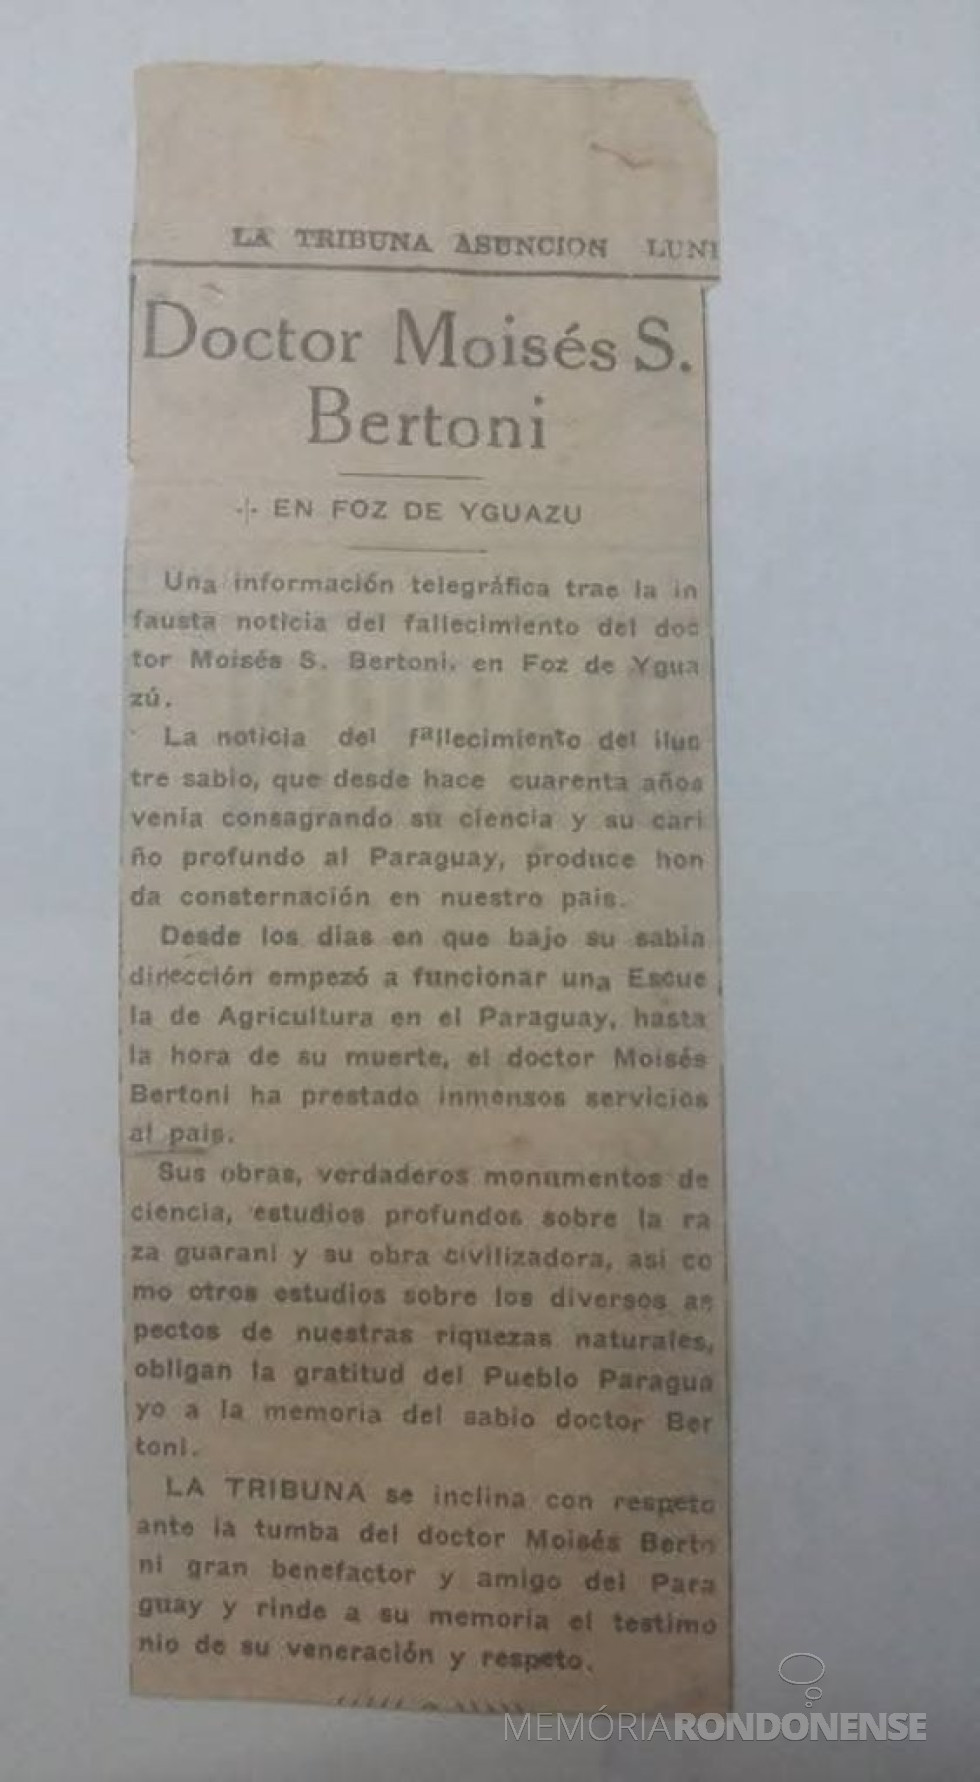 LA TRIBUNA ASUNCION LUN
Doctor Moisés S.
Bertoni
EN FOZ DE YGUAZU
Una información telegráfica trae la in
fausta noticia del fallecimiento del doc
tor Moisés S. Bertoni, en Foz de Ygua
zú.
La noticia del fallecimiento del ilus
tre sabio, que desde hace cuarenta años
venía consagrando su ciencia y su cari
ño profundo al Paraguay, produce hon
da consternación en nuestro pais.
Desde los dias en que bajo su sabia
dirección empezó a funcionar una Escue
la de Agricultura en el Paraguay, hasta
la hora de su muerte, el doctor Moisés
Bertoni ha prestado inmensos servicios
al pais.
Sus obras, verdaderos monumentos de
ciencia, estudios profundos sobre la ra
za guarani y su obra civilizadora, asi co
mo otros estudios sobre los diversos as
pectos de nuestras riquezas naturales,
obligan la gratitud del Pueblo Paragua
yo a la memoria del sabio doctor Ber
toni.
LA TRIBUNA se inclina con respeto
ante la tumba del doctor Moisés Berto
ni gran benefactor y amigo del Para
guay y rinde a su memoria el testimo
nio de su veneración y respeto.
MEMÓRIARONDONENSE